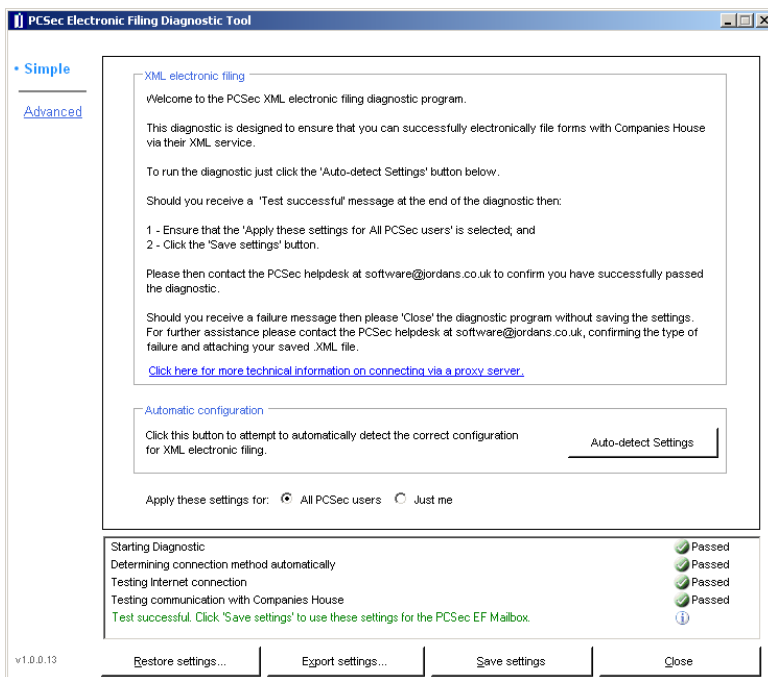 PCSec Electronic Filing Diagnostic Tool
• Simple
Advanced
XML electronic filing
Welcome to the PCSec XML electronic filing diagnostic program.
This diagnostic is designed to ensure that you can successfully electronically file forms with Companies House
via their XML service.
To run the diagnostic just click the 'Auto-detect Settings' button below.
Should you receive a 'Test successful' message at the end of the diagnostic then:
1 - Ensure that the 'Apply these settings for All PCSec users' is selected; and
2 - Click the 'Save settings' button.
Please then contact the PCSec helpdesk at software@jordans.co.uk to confirm you have successfully passed
the diagnostic.
Should you receive a failure message then please 'Close' the diagnostic program without saving the settings.
For further assistance please contact the PCSec helpdesk at software@jordans.co.uk, confirming the type of
failure and attaching your saved .XML file.
Click here for more technical information on connecting via a proxy server.
Automatic configuration
Click this button to attempt to automatically detect the correct configuration
for XML electronic filing.
Auto-detect Settings
Apply these settings for: All PCSec users Just me
Starting Diagnostic Passed
Determining connection method automatically Passed
Testing Internet connection Passed
Testing communication with Companies House Passed
Test successful. Click 'Save settings' to use these settings for the PCSec EF Mailbox.
v1.0.0.13 Restore settings... Export settings... Save settings Close